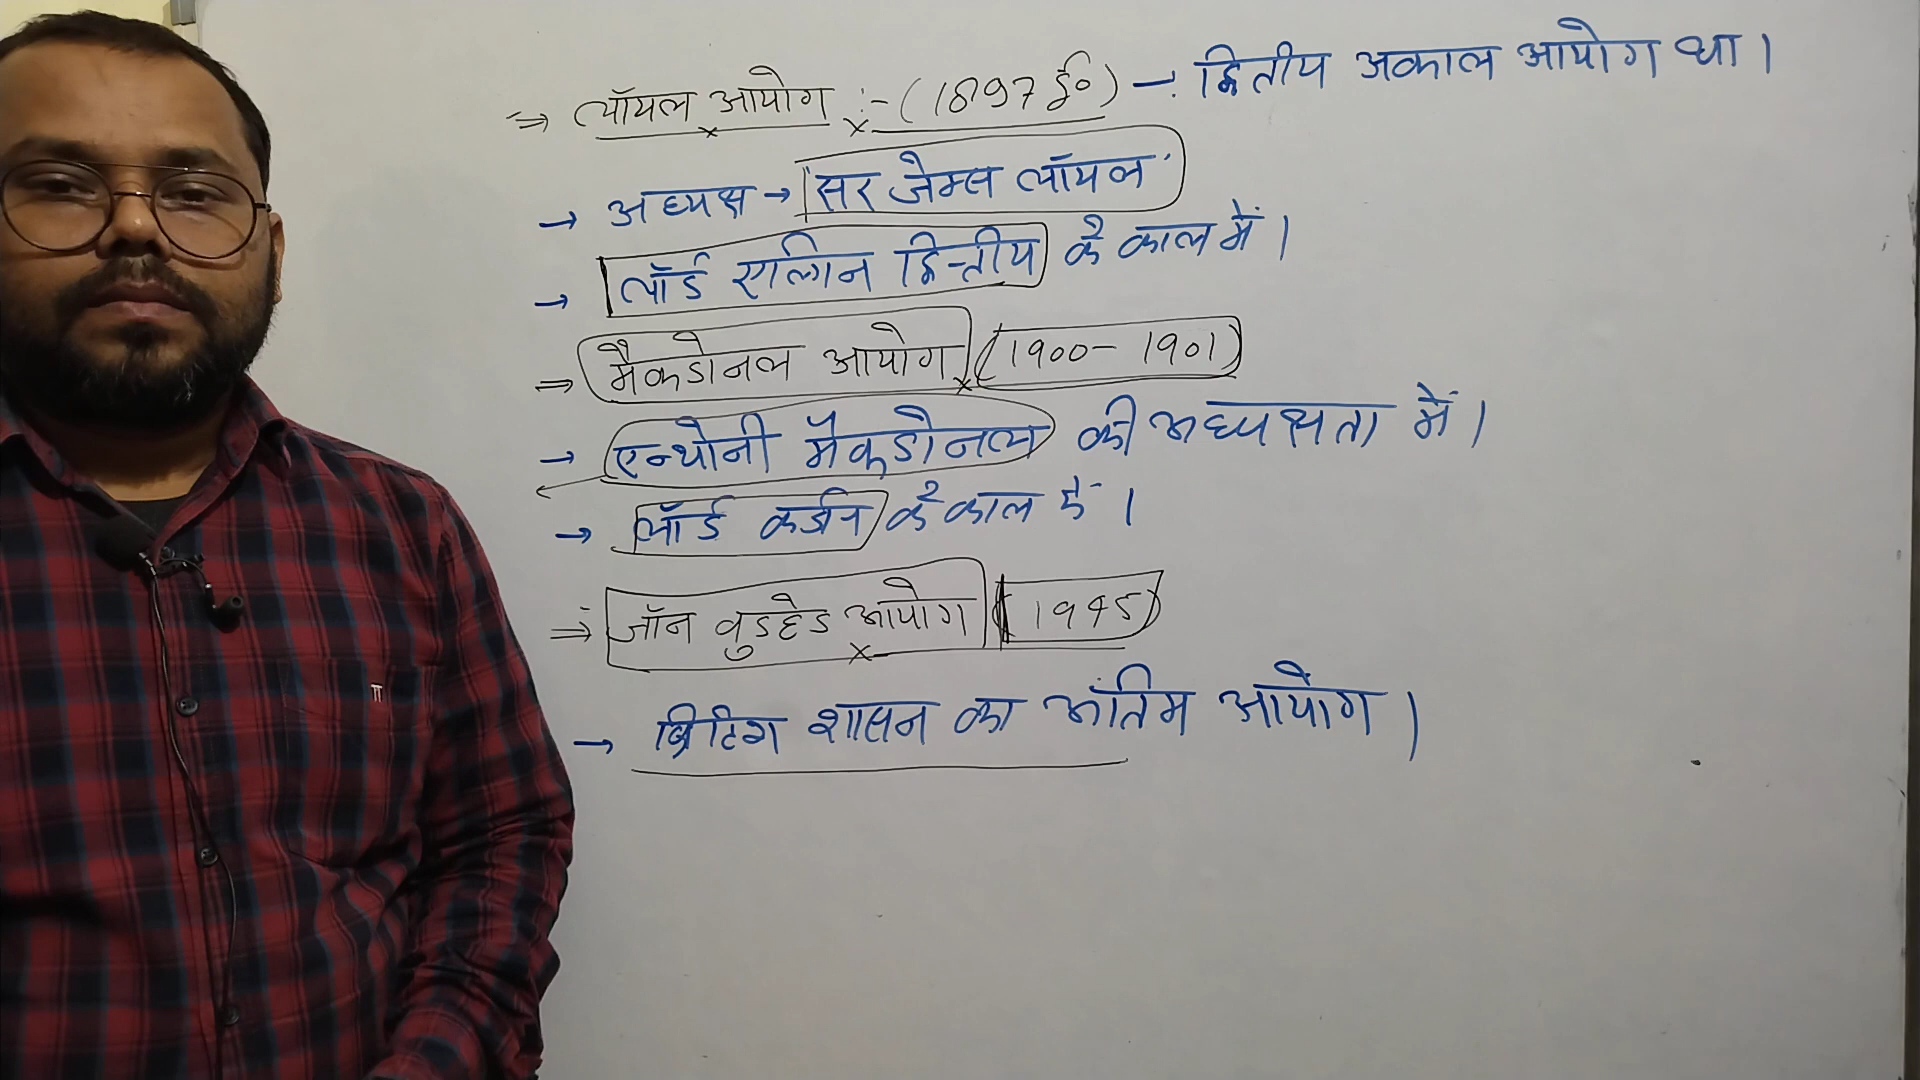 ⇒ लॉयल आयोग :- (1897 ई०) → द्वितीय अकाल आयोग था।
→ अध्यक्ष → सर जेम्स लॉयल
→ लॉर्ड एल्गिन द्वितीय के काल में।
⇒ मैकडोनल आयोग (1900-1901)
→ एन्थोनी मैकडोनल्ड की अध्यक्षता में।
→ लॉर्ड कर्जन के काल में।
⇒ जॉन वुडहेड आयोग (1945)
→ ब्रिटिश शासन का अंतिम आयोग।